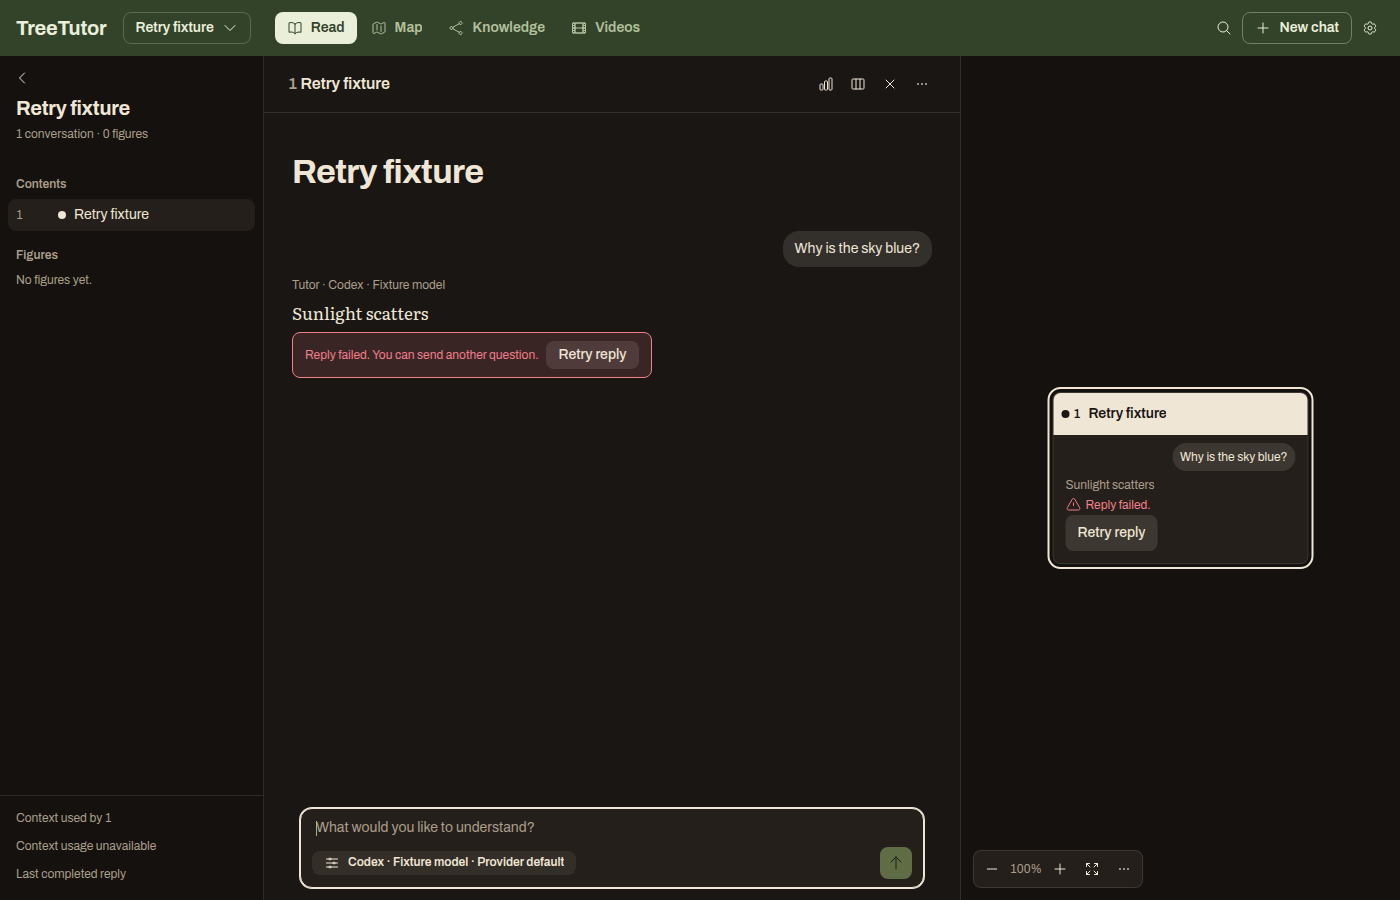 TreeTutor
Retry fixture
Read
Map
Knowledge
Videos
New chat
Retry fixture
1 conversation · 0 figures
Contents
1 Retry fixture
Figures
No figures yet.
Context used by 1
Context usage unavailable
Last completed reply
1 Retry fixture
Retry fixture
Why is the sky blue?
Tutor · Codex · Fixture model
Sunlight scatters
Reply failed. You can send another question. Retry reply
What would you like to understand?
Codex · Fixture model · Provider default
1 Retry fixture
Why is the sky blue?
Sunlight scatters
Reply failed.
Retry reply
100%